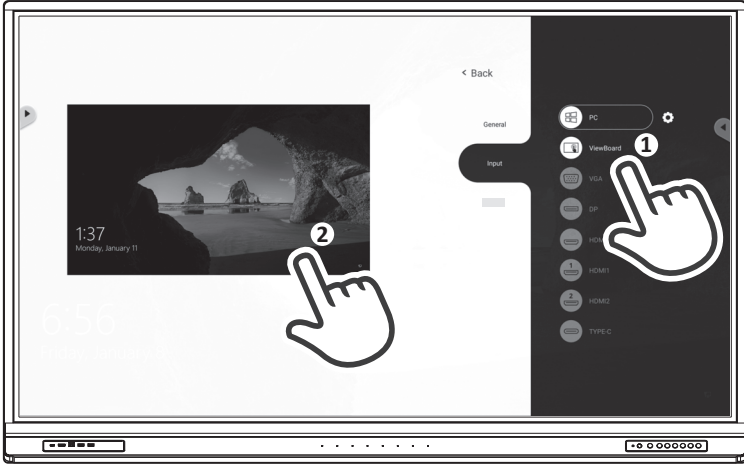 < Back
General
Input
PC
ViewBoard
1
VGA
DP
HDM
1
HDMI1
2
HDMI2
TYPE-C
1:37
Monday, January 11
2
6:56